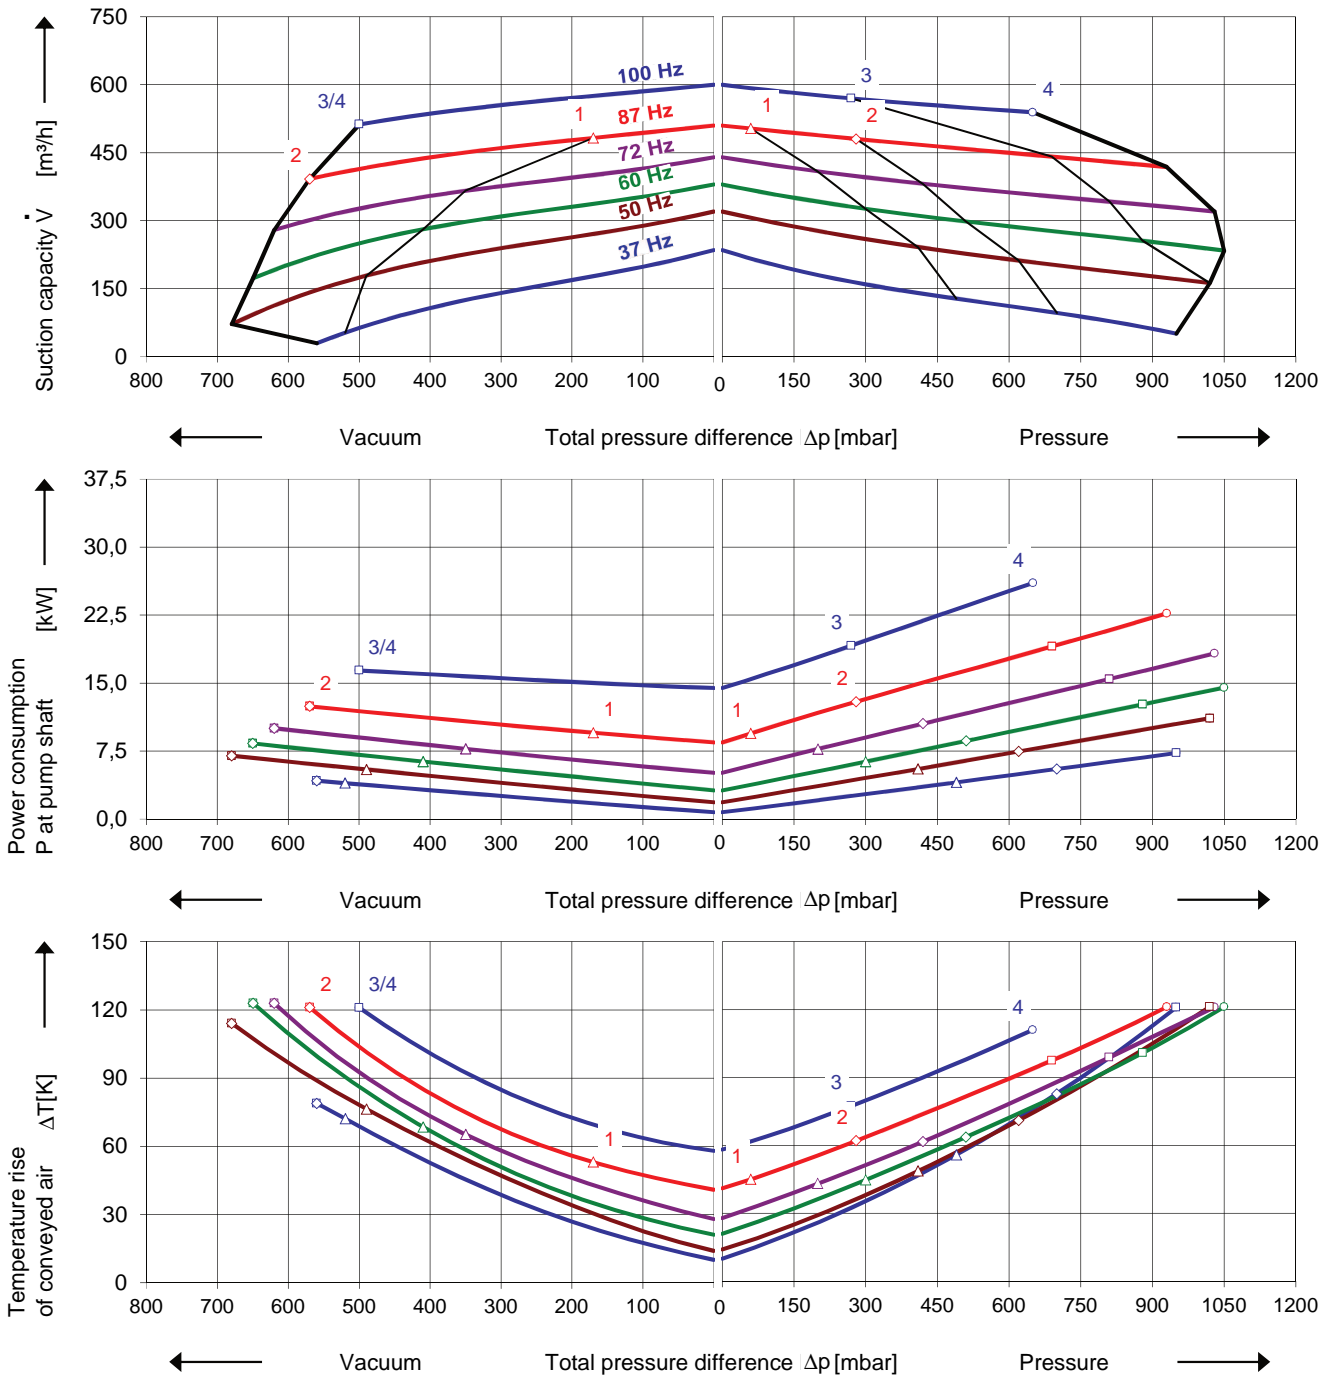 750
600
450
300
150
0
Suction capacity V̇ [m³/h]
3/4
2
1
100 Hz
87 Hz
72 Hz
60 Hz
50 Hz
37 Hz
1
3
2
4
800 700 600 500 400 300 200 100 0 150 300 450 600 750 900 1050 1200
Vacuum Total pressure difference Δp [mbar] Pressure
37,5
30,0
22,5
15,0
7,5
0,0
Power consumption
P at pump shaft [kW]
3/4
2
1
1
3
2
4
800 700 600 500 400 300 200 100 0 150 300 450 600 750 900 1050 1200
Vacuum Total pressure difference Δp [mbar] Pressure
150
120
90
60
30
0
Temperature rise
of conveyed air ΔT[K]
2
3/4
1
1
3
2
4
800 700 600 500 400 300 200 100 0 150 300 450 600 750 900 1050 1200
Vacuum Total pressure difference Δp [mbar] Pressure